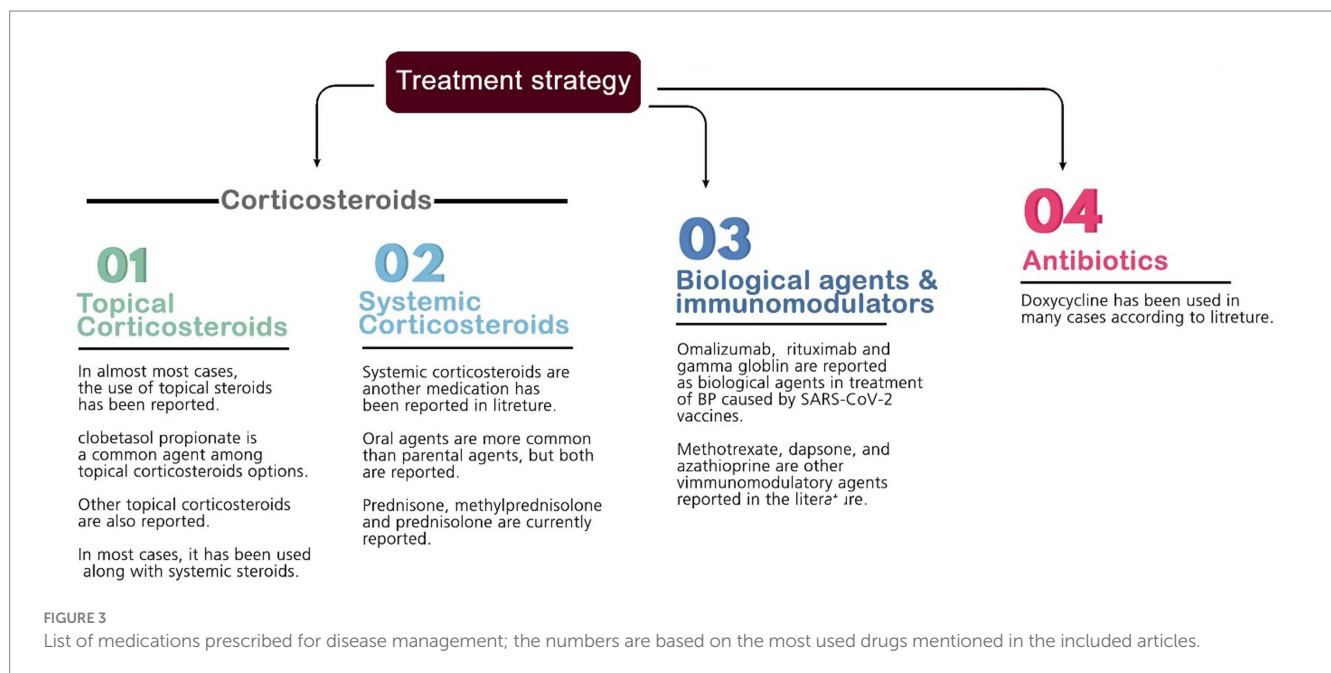 Treatment strategy
Corticosteroids
01
Topical
Corticosteroids
In almost most cases,
the use of topical steroids
has been reported.
clobetasol propionate is
a common agent among
topical corticosteroids options.
Other topical corticosteroids
are also reported.
In most cases, it has been used
along with systemic steroids.
02
Systemic
Corticosteroids
Systemic corticosteroids are
another medication has
been reported in litreture.
Oral agents are more common
than parental agents, but both
are reported.
Prednisone, methylprednisolone
and prednisolone are currently
reported.
03
Biological agents &
immunomodulators
Omalizumab, rituximab and
gamma globlin are reported
as biological agents in treatment
of BP caused by SARS-CoV-2
vaccines.
Methotrexate, dapsone, and
azathioprine are other
vimmunomodulatory agents
reported in the
04
Antibiotics
Doxycycline has been used in
many cases according to litreture.
FIGURE 3
List of medications prescribed for disease management; the numbers are based on the most used drugs mentioned in the included articles.